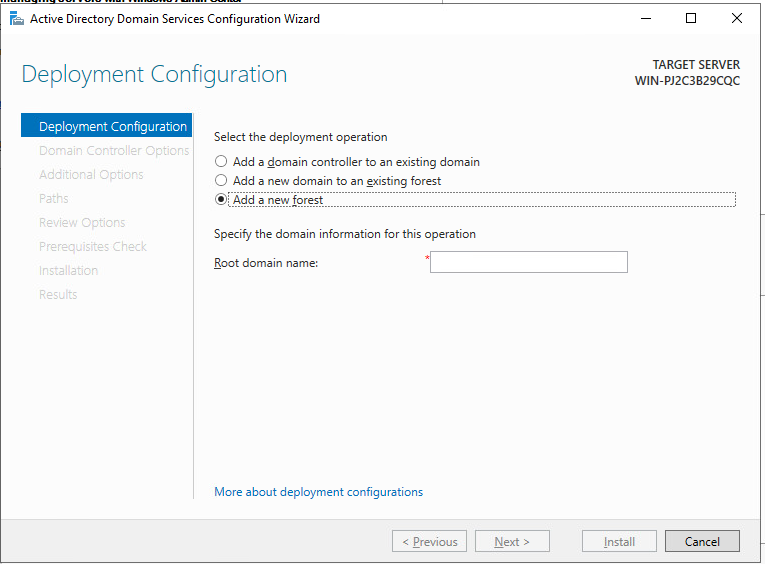 Active Directory Domain Services Configuration Wizard
Deployment Configuration
TARGET SERVER
WIN-PJ2C3B29CQC
Deployment Configuration
Domain Controller Options
Additional Options
Paths
Review Options
Prerequisites Check
Installation
Results
Select the deployment operation
Add a domain controller to an existing domain
Add a new domain to an existing forest
Add a new forest
Specify the domain information for this operation
Root domain name: *
More about deployment configurations
< Previous Next > Install Cancel